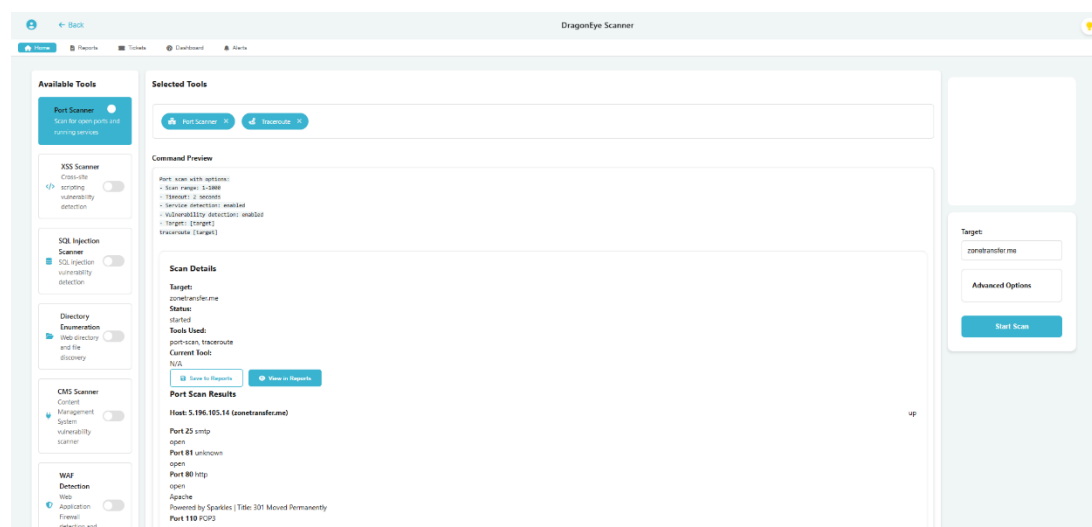 ← Back
DragonEye Scanner
Home
Reports
Tickets
Dashboard
Alerts
Available Tools
Port Scanner
Scan for open ports and
running services
XSS Scanner
Cross-site
scripting
vulnerability
detection
SQL Injection
Scanner
SQL injection
vulnerability
detection
Directory
Enumeration
Web directory
and file
discovery
CMS Scanner
Content
Management
System
vulnerability
scanner
WAF
Detection
Web
Application
Firewall
detection and
Selected Tools
Port Scanner ×
Traceroute ×
Command Preview
Port scan with options:
- Scan range: 1-1000
- Timeout: 2 seconds
- Service detection: enabled
- Vulnerability detection: enabled
- Target: [target]
traceroute [target]
Scan Details
Target:
zonetransfer.me
Status:
started
Tools Used:
port-scan, traceroute
Current Tool:
N/A
Save to Reports
View in Reports
Port Scan Results
Host: 5.196.105.14 (zonetransfer.me)
up
Port 25 smtp
open
Port 81 unknown
open
Port 80 http
open
Apache
Powered by Sparkles | Title: 301 Moved Permanently
Port 110 POP3
Target:
zonetransfer.me
Advanced Options
Start Scan